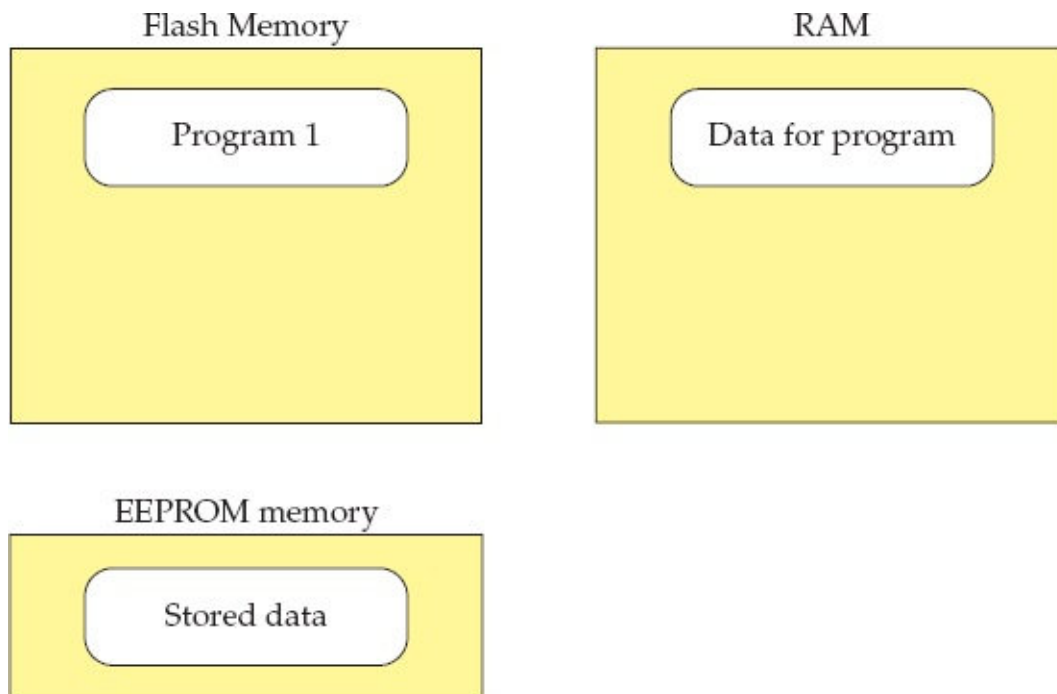 Flash Memory
RAM
Program 1
Data for program
EEPROM memory
Stored data